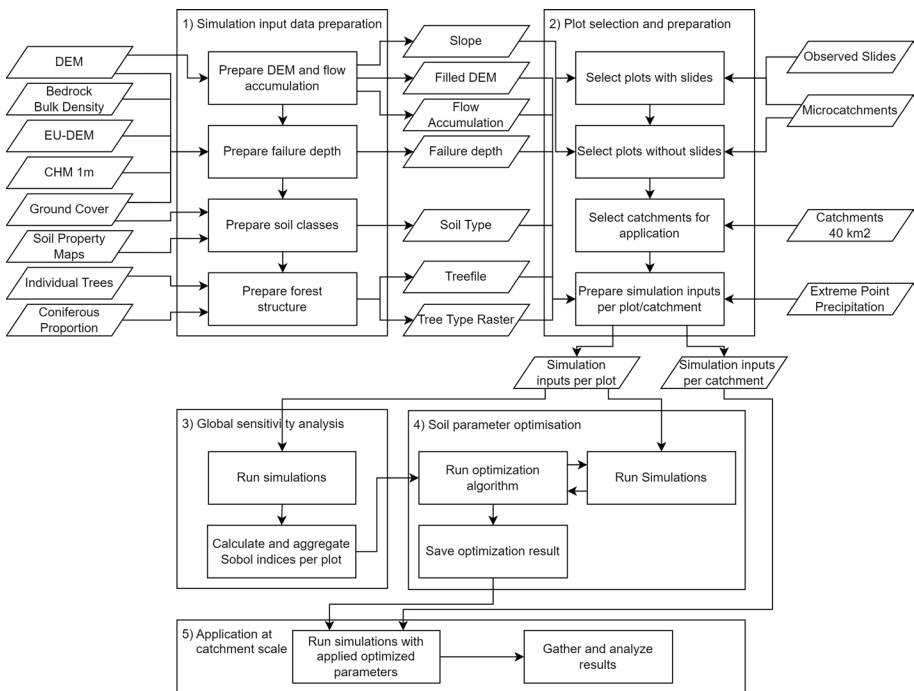 1) Simulation input data preparation
2) Plot selection and preparation
DEM
Bedrock
Bulk Density
EU-DEM
CHM 1m
Ground Cover
Soil Property
Maps
Individual Trees
Coniferous
Proportion
Prepare DEM and flow
accumulation
Prepare failure depth
Prepare soil classes
Prepare forest
structure
Slope
Filled DEM
Flow
Accumulation
Failure depth
Soil Type
Treefile
Tree Type Raster
Select plots with slides
Select plots without slides
Select catchments for
application
Prepare simulation inputs
per plot/catchment
Observed Slides
Microcatchments
Catchments
40 km2
Extreme Point
Precipitation
Simulation
inputs per plot
Simulation inputs
per catchment
3) Global sensitivity analysis
Run simulations
Calculate and aggregate
Sobol indices per plot
4) Soil parameter optimisation
Run optimization
algorithm
Run Simulations
Save optimization result
5) Application at
catchment scale
Run simulations with
applied optimized
parameters
Gather and analyze
results